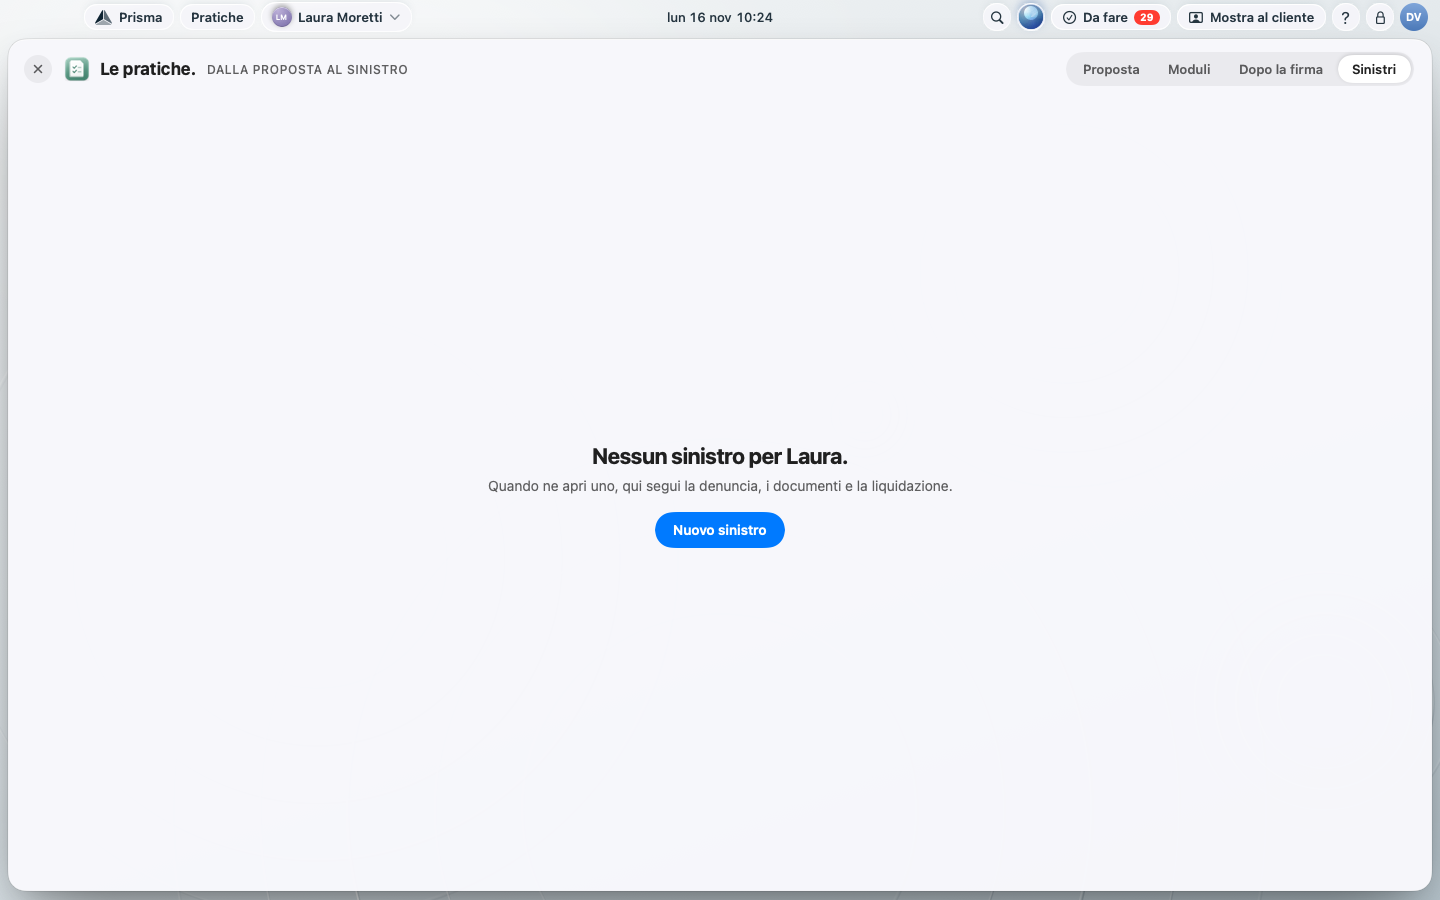 Prisma
Pratiche
LM Laura Moretti
lun 16 nov 10:24
Da fare 29
Mostra al cliente
?
DV
Le pratiche. DALLA PROPOSTA AL SINISTRO
Proposta
Moduli
Dopo la firma
Sinistri
Nessun sinistro per Laura.
Quando ne apri uno, qui segui la denuncia, i documenti e la liquidazione.
Nuovo sinistro